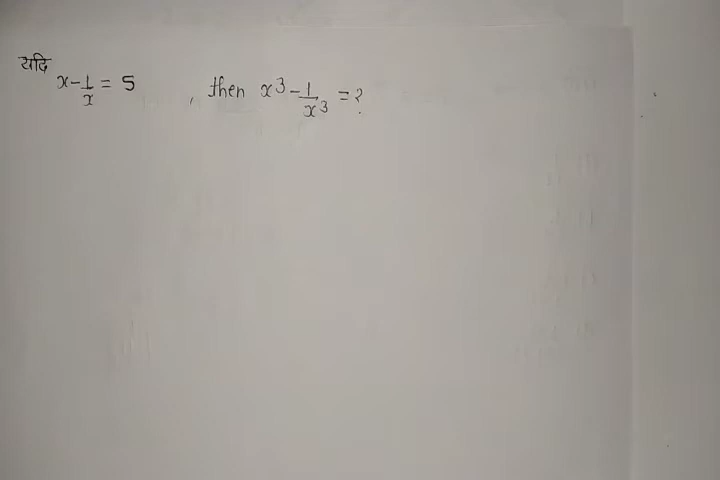 यदि
x - 1/x = 5 , then x³ - 1/x³ = ?